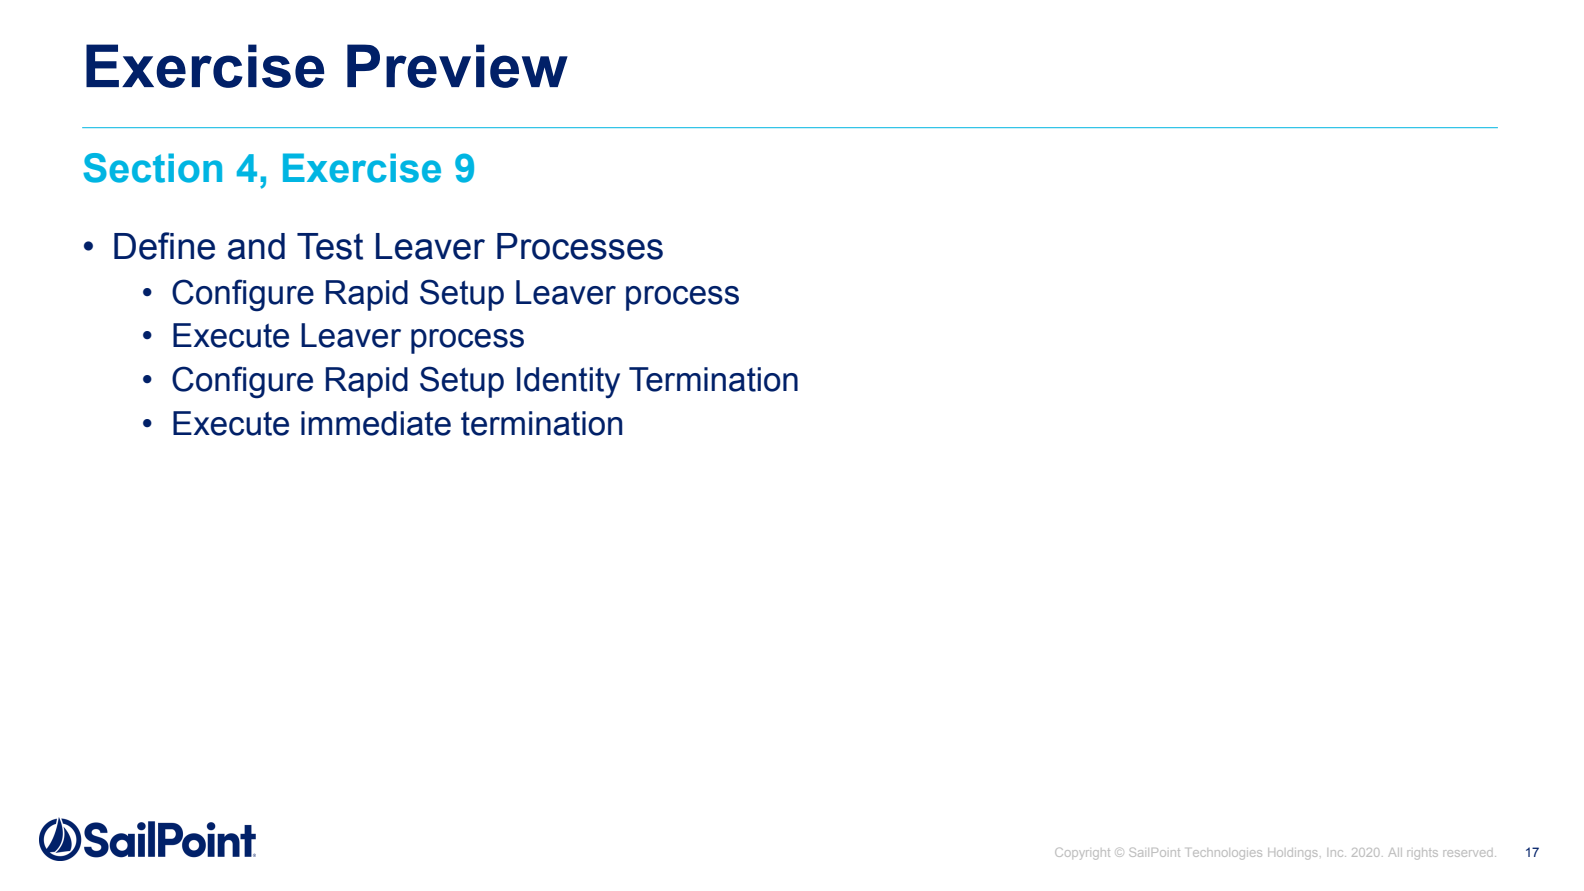 Exercise Preview
Section 4, Exercise 9
• Define and Test Leaver Processes
• Configure Rapid Setup Leaver process
• Execute Leaver process
• Configure Rapid Setup Identity Termination
• Execute immediate termination
SailPoint
Copyright © SailPoint Technologies Holdings, Inc. 2020. All rights reserved. 17